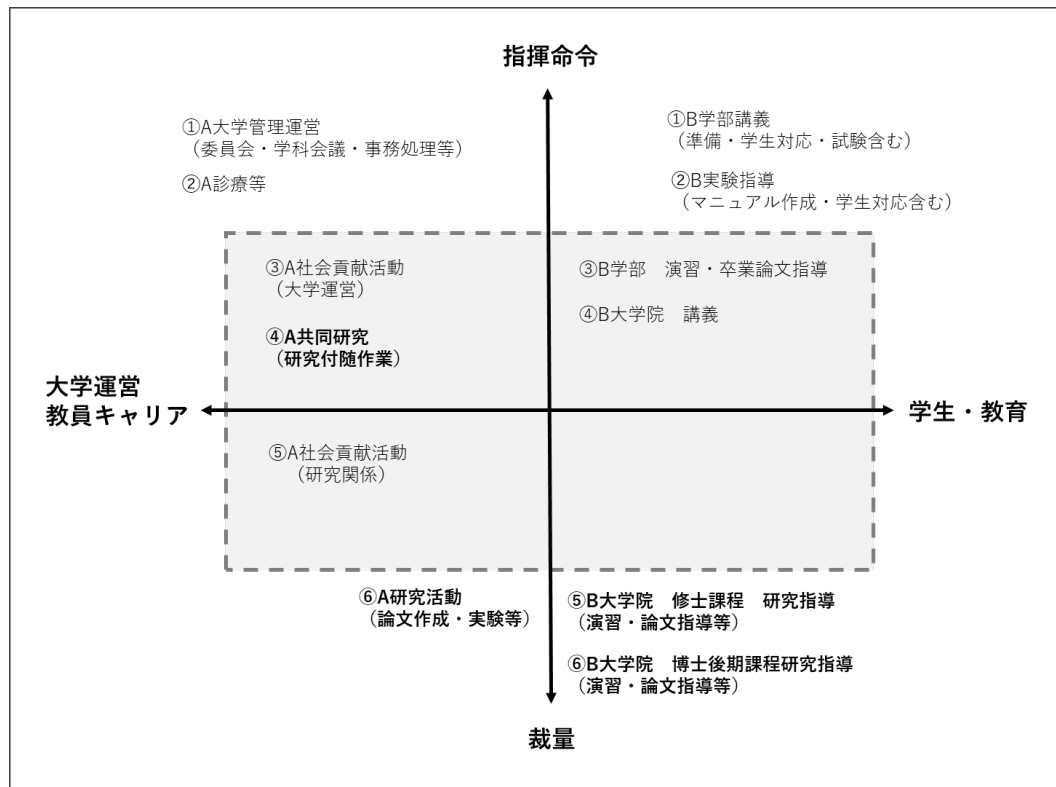 指揮命令
①A大学管理運営
（委員会・学科会議・事務処理等）
②A診療等
①B学部講義
（準備・学生対応・試験含む）
②B実験指導
（マニュアル作成・学生対応含む）
③A社会貢献活動
（大学運営）
④A共同研究
（研究付随作業）
③B学部　演習・卒業論文指導
④B大学院　講義
大学運営
教員キャリア
学生・教育
⑤A社会貢献活動
（研究関係）
⑥A研究活動
（論文作成・実験等）
⑤B大学院　修士課程　研究指導
（演習・論文指導等）
⑥B大学院　博士後期課程研究指導
（演習・論文指導等）
裁量